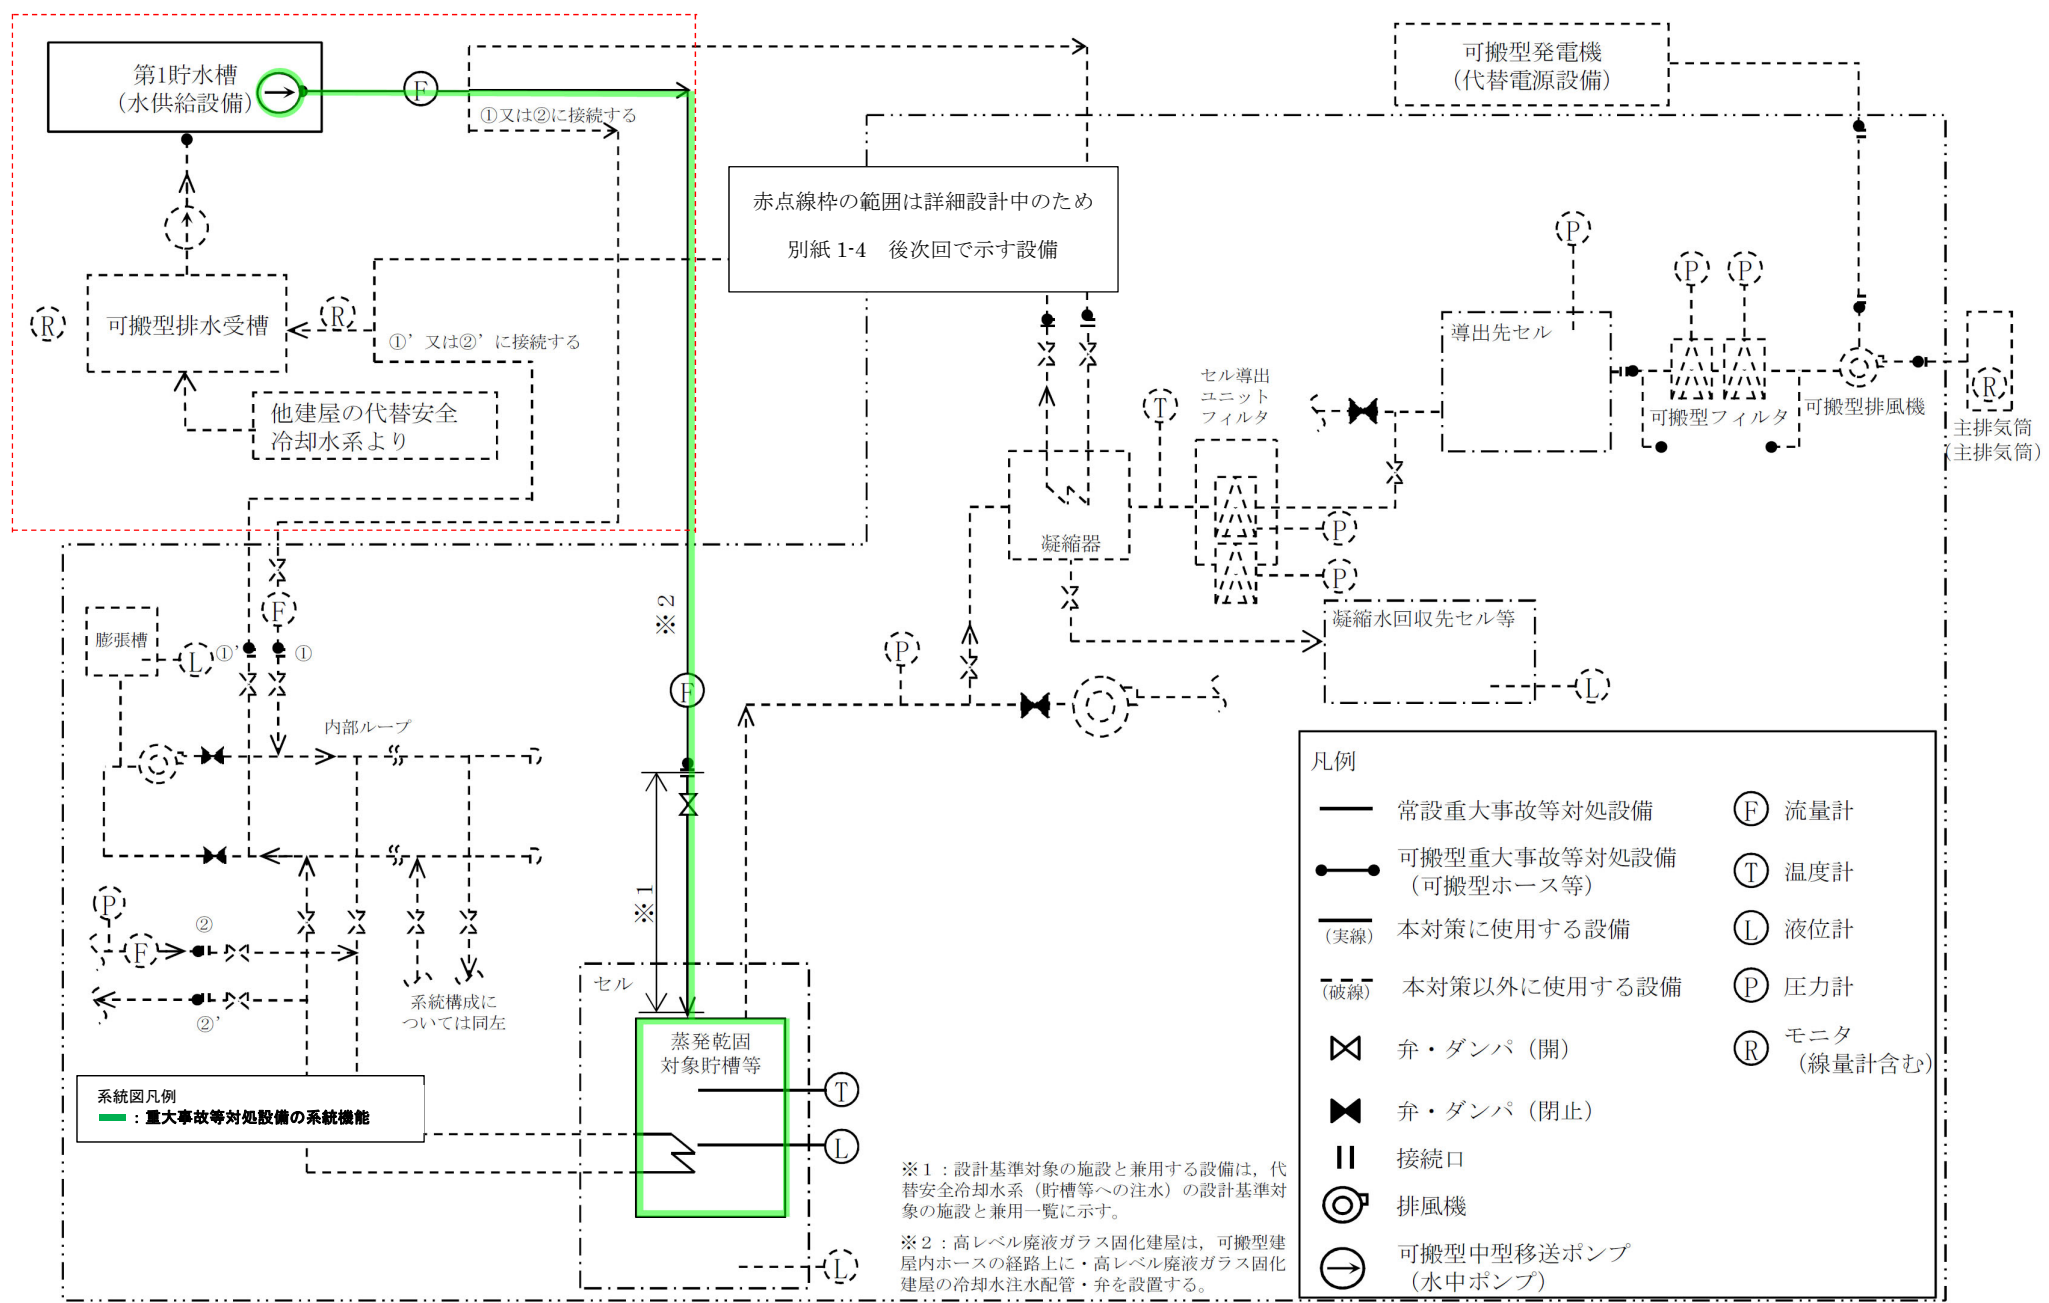 第1貯水槽
(水供給設備)
F
①又は②に接続する
可搬型発電機
(代替電源設備)
赤点線枠の範囲は詳細設計中のため
別紙 1-4　後次回で示す設備
R
可搬型排水受槽
R
①’又は②’に接続する
他建屋の代替安全
冷却水系より
P
導出先セル
P
P
可搬型フィルタ
可搬型排風機
R
主排気筒
(主排気筒)
セル導出
ユニット
フィルタ
T
凝縮器
P
P
凝縮水回収先セル等
L
P
※2
F
膨張槽
L
①’
F
①
内部ループ
※1
P
②
F
②’
系統構成に
ついては同左
セル
蒸発乾固
対象貯槽等
T
L
L
系統図凡例
：重大事故等対処設備の系統機能
※1：設計基準対象の施設と兼用する設備は，代
替安全冷却水系（貯槽等への注水）の設計基準対
象の施設と兼用一覧に示す。
※2：高レベル廃液ガラス固化建屋は，可搬型建
屋内ホースの経路上に・高レベル廃液ガラス固化
建屋の冷却水注水配管・弁を設置する。
凡例
常設重大事故等対処設備
可搬型重大事故等対処設備
（可搬型ホース等）
(実線)
本対策に使用する設備
(破線)
本対策以外に使用する設備
弁・ダンパ（開）
弁・ダンパ（閉止）
接続口
排風機
可搬型中型移送ポンプ
（水中ポンプ）
F 流量計
T 温度計
L 液位計
P 圧力計
R モニタ
（線量計含む）